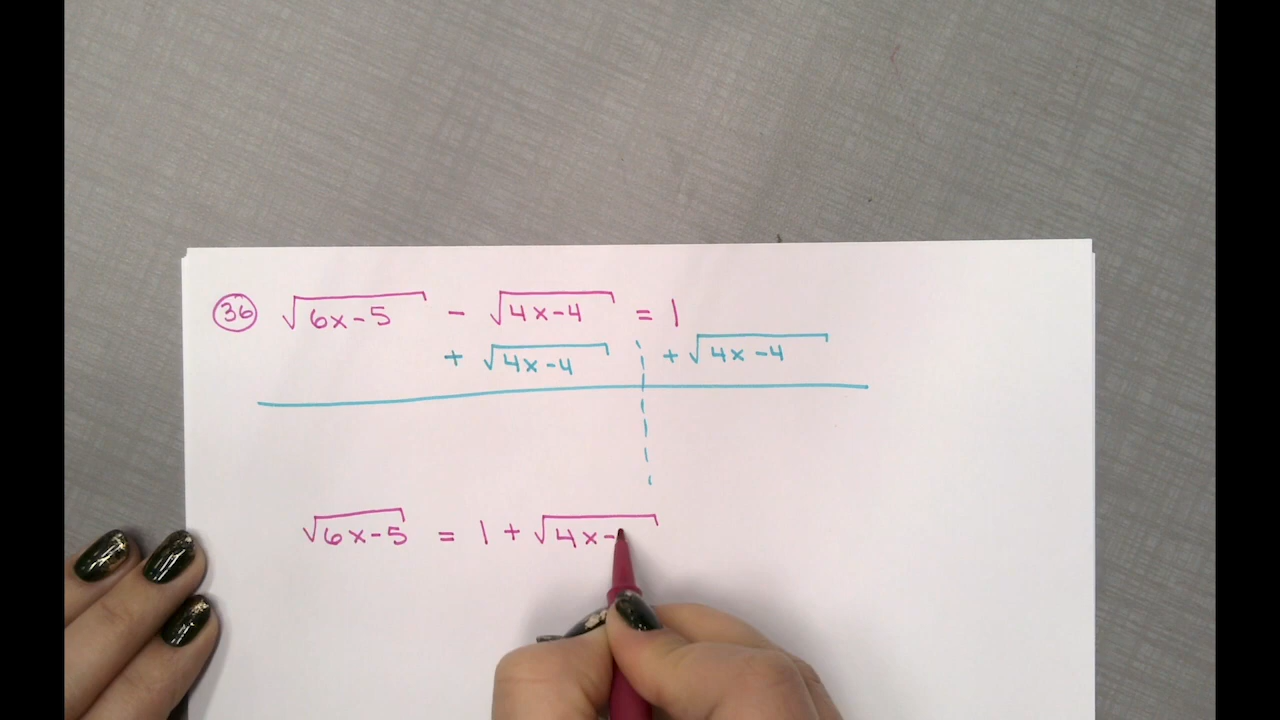 36 √6x-5 - √4x-4 = 1
+ √4x-4 + √4x-4
√6x-5 = 1 + √4x-